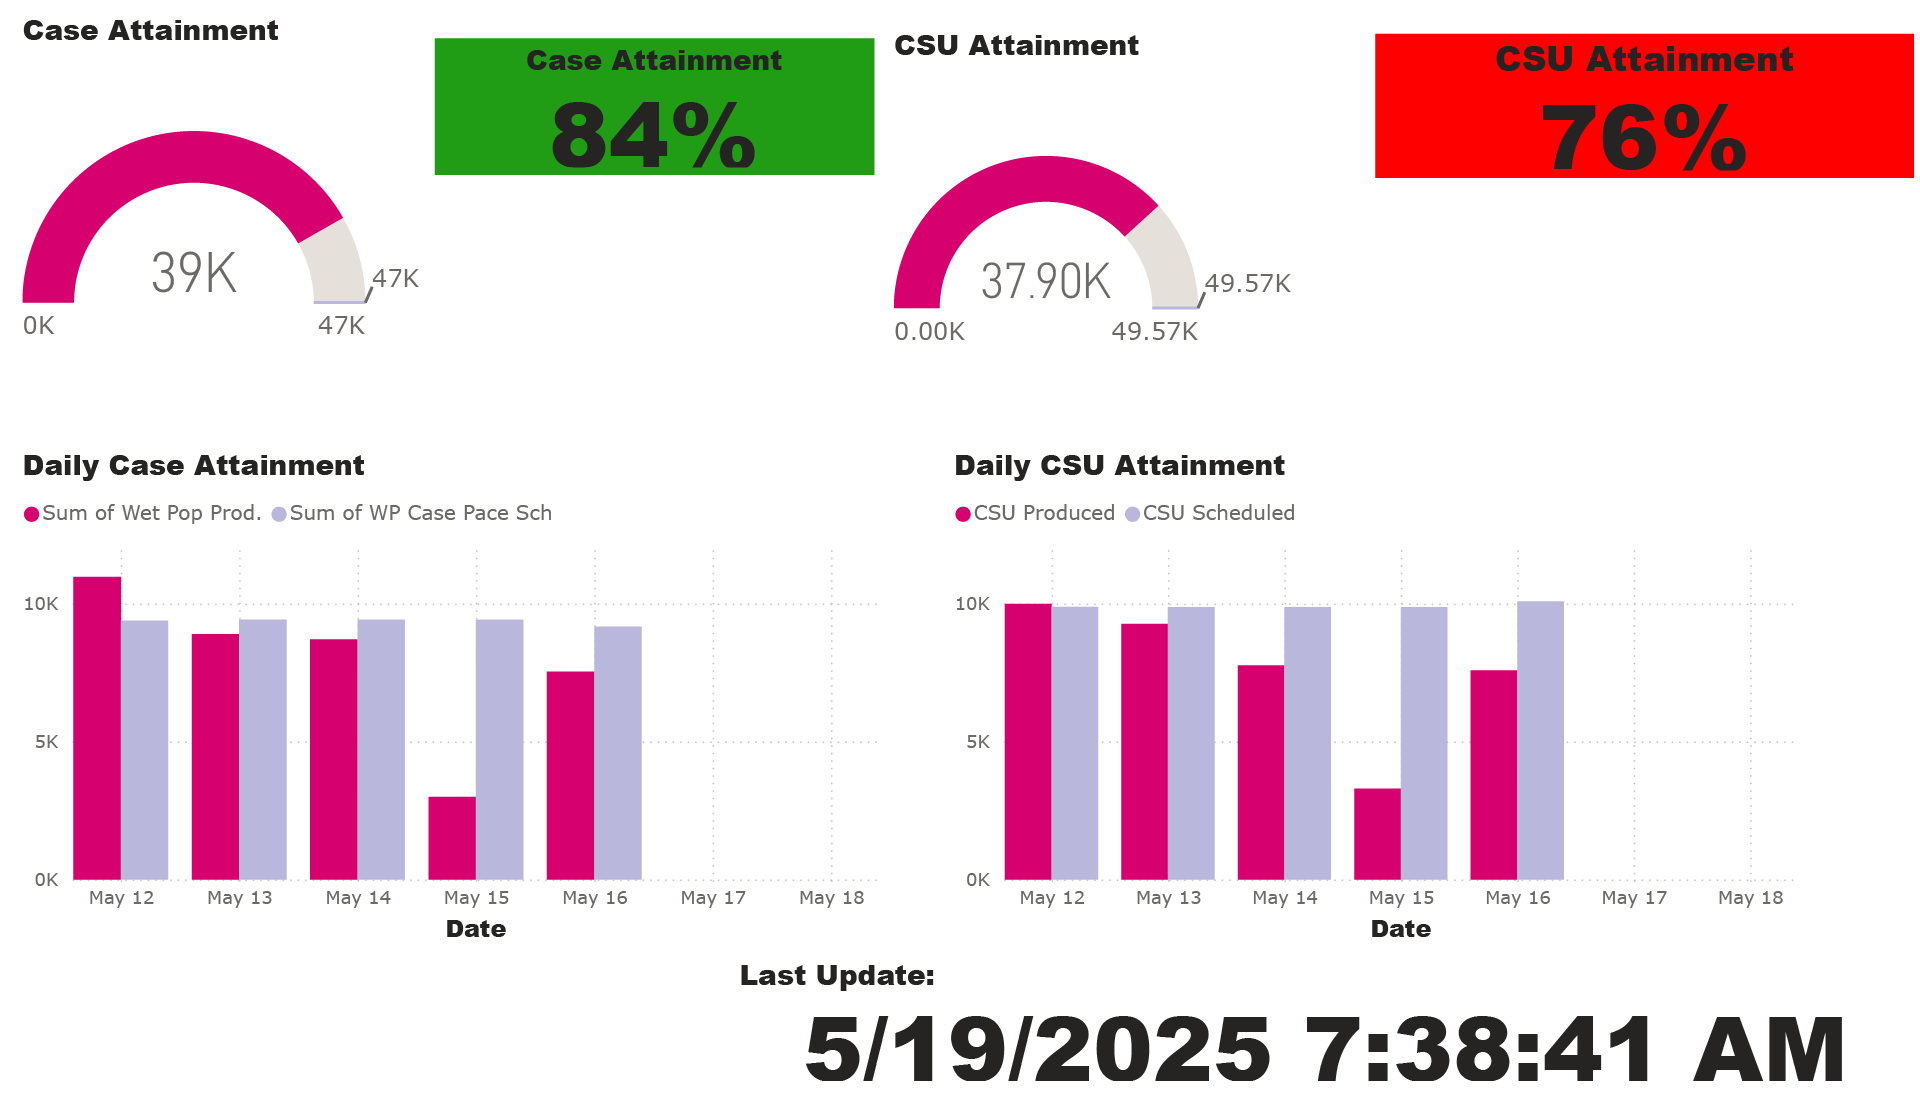 Case Attainment
Case Attainment
84%
39K
47K
0K
47K
CSU Attainment
CSU Attainment
76%
37.90K
49.57K
0.00K
49.57K
Daily Case Attainment
Sum of Wet Pop Prod. Sum of WP Case Pace Sch
10K
5K
0K
May 12 May 13 May 14 May 15 May 16 May 17 May 18
Date
Daily CSU Attainment
CSU Produced CSU Scheduled
10K
5K
0K
May 12 May 13 May 14 May 15 May 16 May 17 May 18
Date
Last Update:
5/19/2025 7:38:41 AM